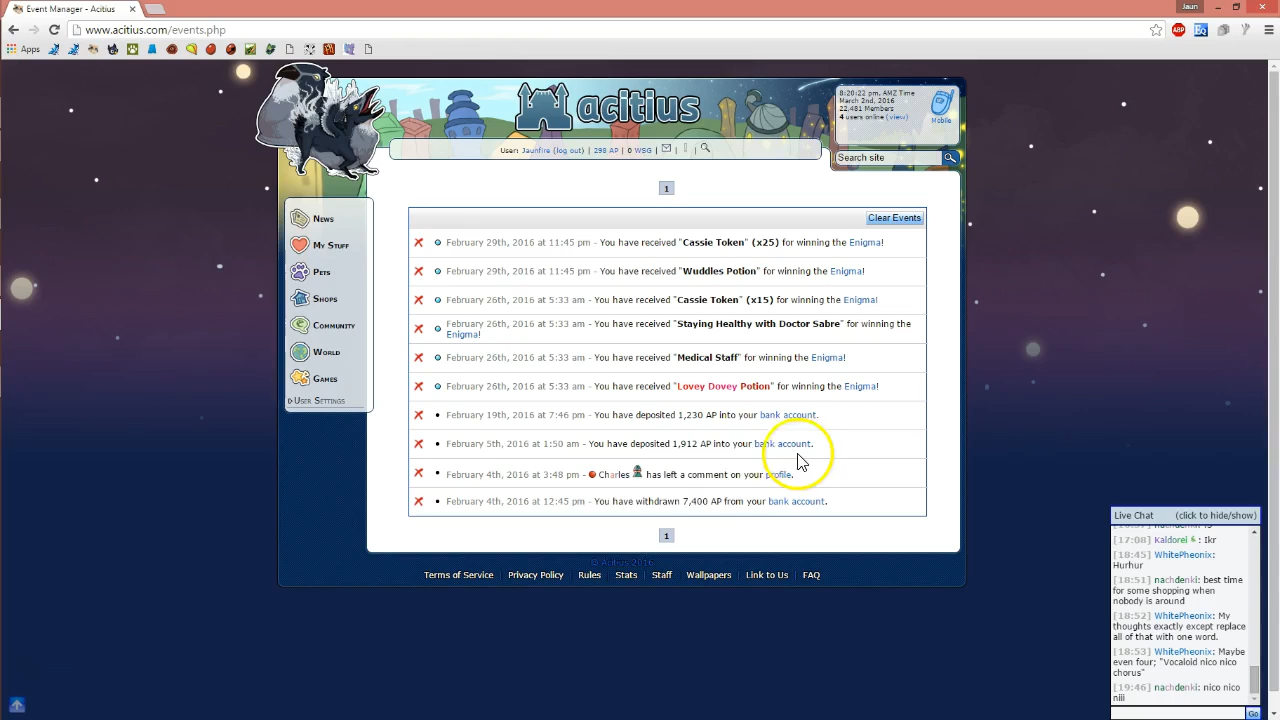 Event Manager - Acitius
Jaun
www.acitius.com/events.php
ABP
Apps
acitius
8:20:22 pm, AMZ Time
March 2nd, 2016
22,481 Members
4 users online (view)
Mobile
User: Jaunfire (log out) | 298 AP | 0 WSG | | |
Search site
1
News
My Stuff
Pets
Shops
Community
World
Games
User Settings
Clear Events
February 29th, 2016 at 11:45 pm - You have received "Cassie Token" (x25) for winning the Enigma!
February 29th, 2016 at 11:45 pm - You have received "Wuddles Potion" for winning the Enigma!
February 26th, 2016 at 5:33 am - You have received "Cassie Token" (x15) for winning the Enigma!
February 26th, 2016 at 5:33 am - You have received "Staying Healthy with Doctor Sabre" for winning the
Enigma!
February 26th, 2016 at 5:33 am - You have received "Medical Staff" for winning the Enigma!
February 26th, 2016 at 5:33 am - You have received "Lovey Dovey Potion" for winning the Enigma!
February 19th, 2016 at 7:46 pm - You have deposited 1,230 AP into your bank account.
February 5th, 2016 at 1:50 am - You have deposited 1,912 AP into your bank account.
February 4th, 2016 at 3:48 pm - Charles has left a comment on your profile.
February 4th, 2016 at 12:45 pm - You have withdrawn 7,400 AP from your bank account.
1
© Acitius 2016
Terms of Service Privacy Policy Rules Stats Staff Wallpapers Link to Us FAQ
Live Chat (click to hide/show)
[17:08] Kaldorei : Ikr
[18:45] WhitePheonix:
Hurhur
[18:51] nachdenki: best time
for some shopping when
nobody is around
[18:52] WhitePheonix: My
thoughts exactly except replace
all of that with one word.
[18:53] WhitePheonix: Maybe
even four; "Vocaloid nico nico
chorus"
[19:46] nachdenki: nico nico
niii
Go